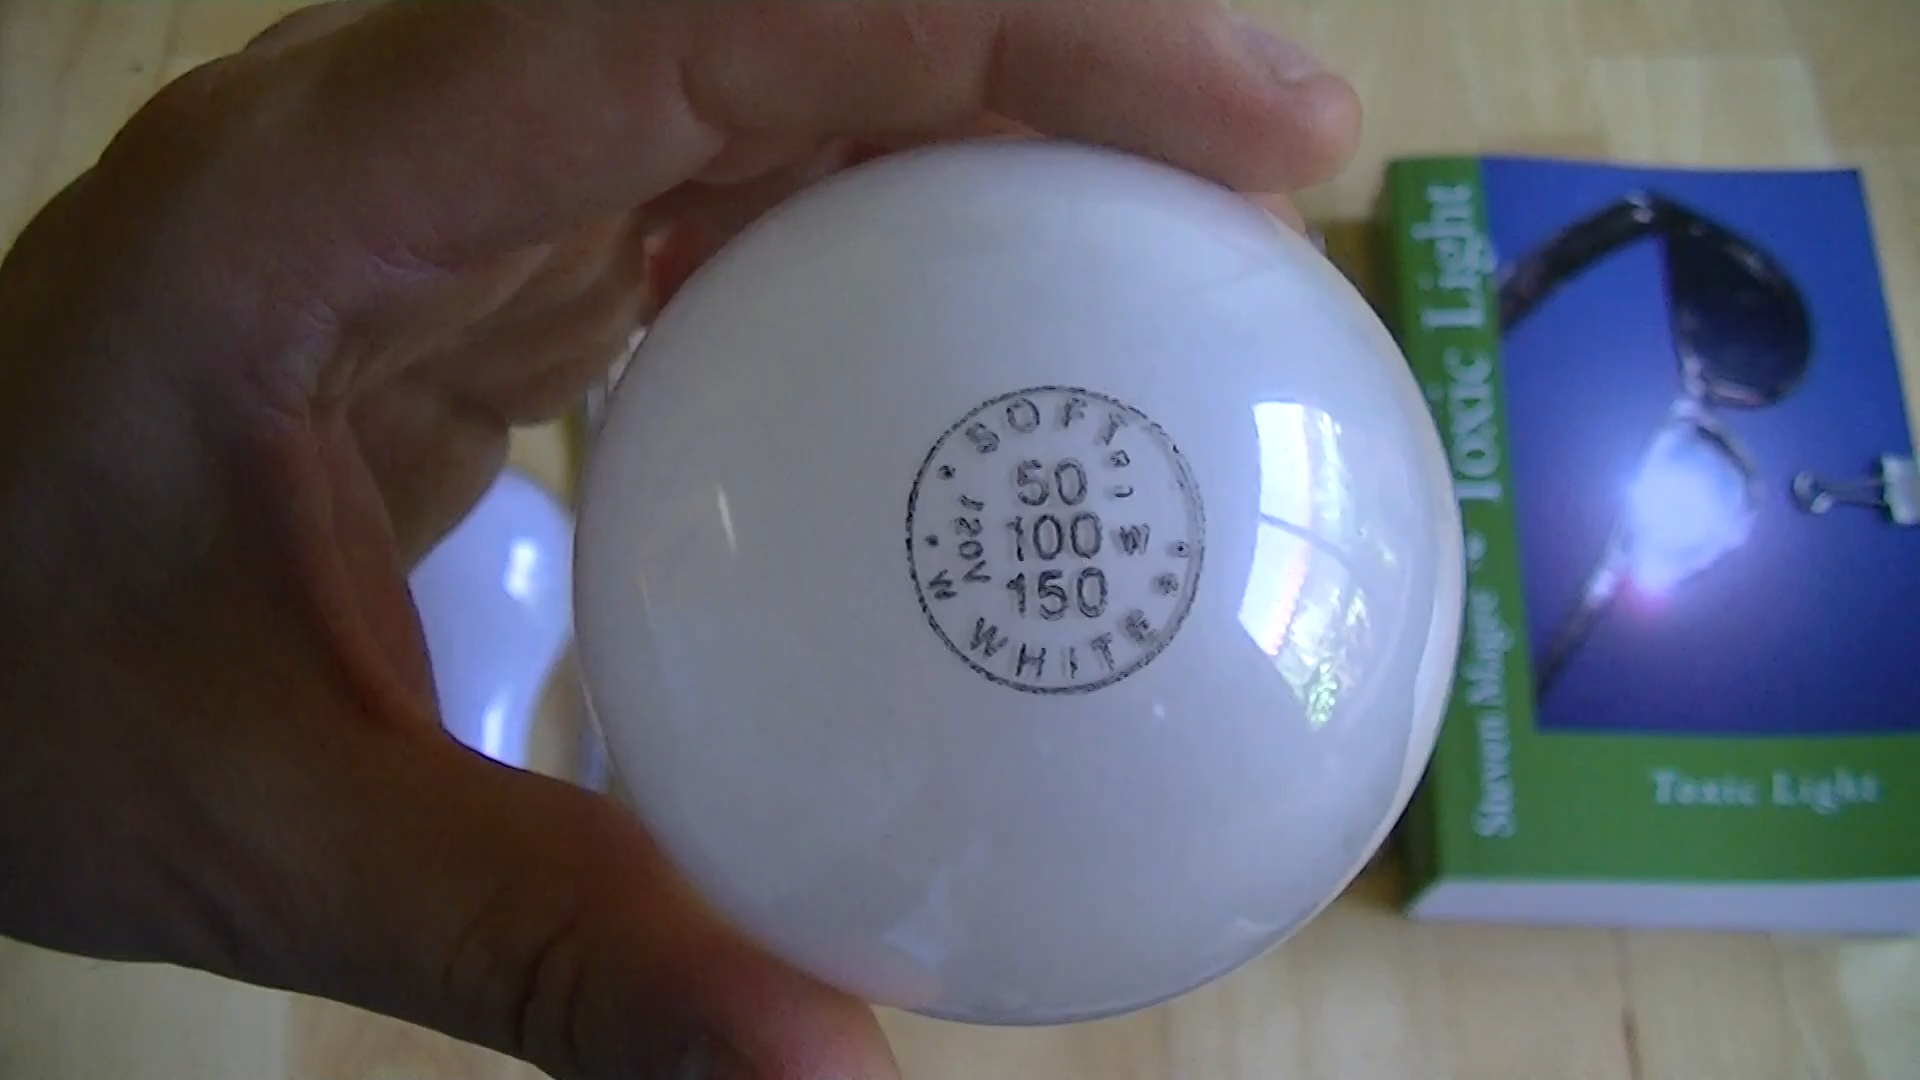 SOFT
50
100 W
150
120V
WHITE
Steven Magee Toxic Light
Toxic Light